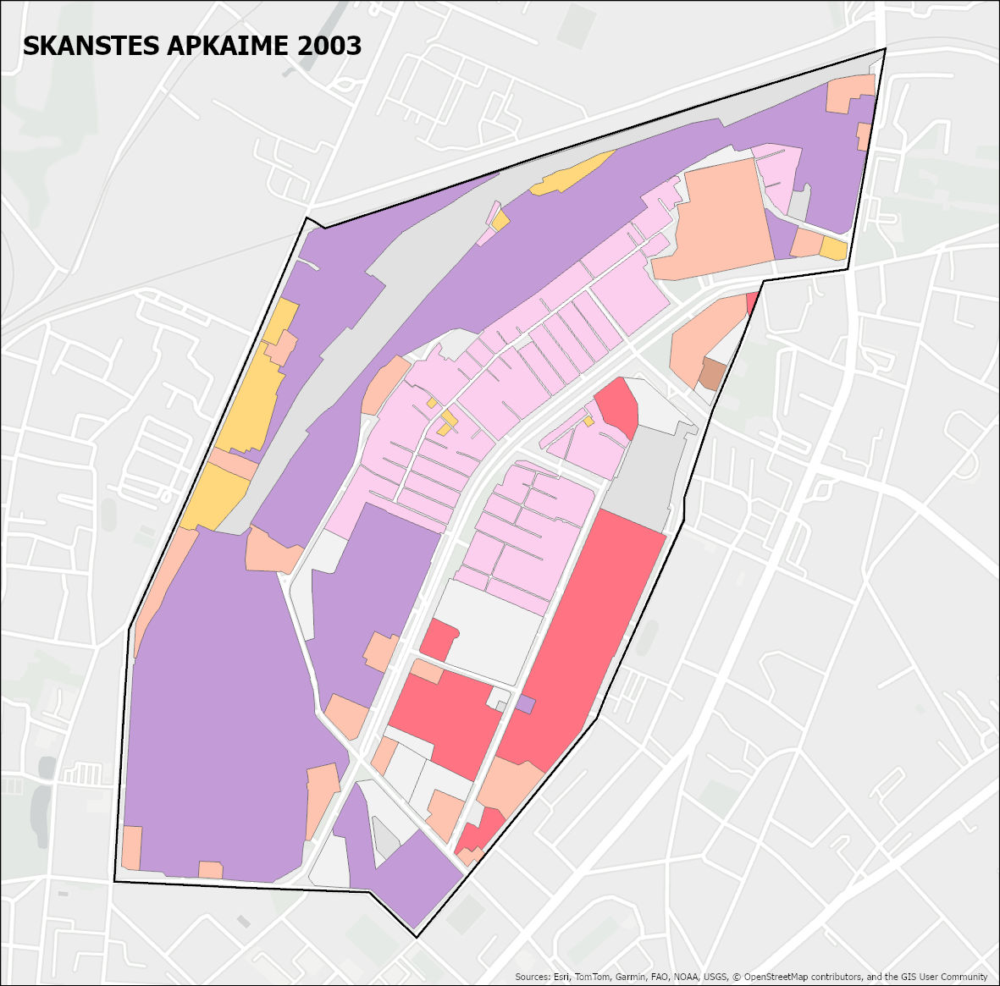 SKANSTES APKAIME 2003
Sources: Esri, TomTom, Garmin, FAO, NOAA, USGS, © OpenStreetMap contributors, and the GIS User Community